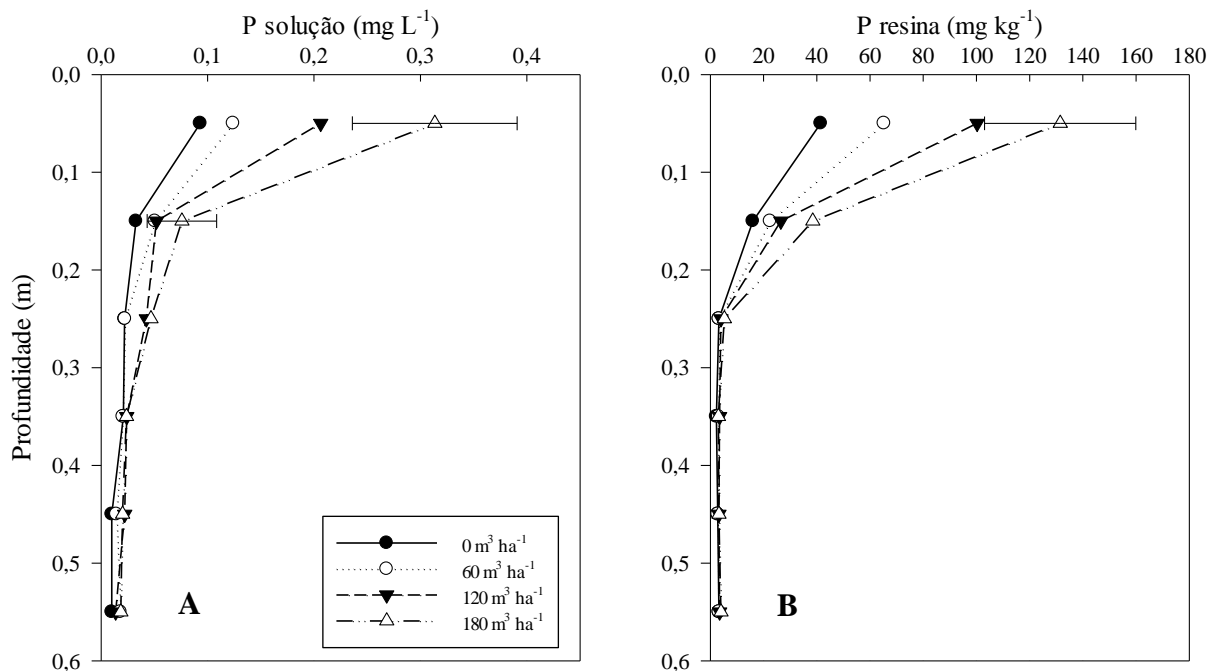 P solução (mg L-1)
0,0 0,1 0,2 0,3 0,4
Profundidade (m)
0,0
0,1
0,2
0,3
0,4
0,5
0,6
A
0 m3 ha-1
60 m3 ha-1
120 m3 ha-1
180 m3 ha-1
P resina (mg kg-1)
0 20 40 60 80 100 120 140 160 180
0,0
0,1
0,2
0,3
0,4
0,5
0,6
B